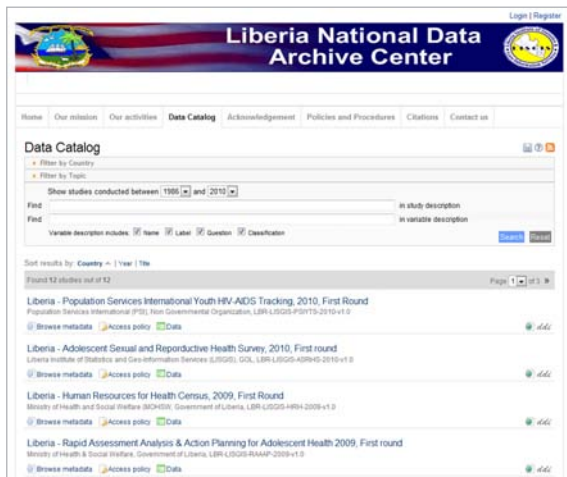 Login | Register
Liberia National Data
Archive Center
Home Our mission Our activities Data Catalog Acknowledgement Policies and Procedures Citations Contact us
Data Catalog
Filter by Country
Filter by Topic
Show studies conducted between 1986 and 2010
Find in study description
Find in variable description
Variable description includes: Name Label Question Classification
Search Reset
Sort results by: Country | Year | Title
Found 12 studies out of 12 Page 1 of 3 »
Liberia - Population Services International Youth HIV-AIDS Tracking, 2010, First Round
Population Services International (PSI), Non Governmental Organization, LBR-LISGIS-PSIYTS-2010-v1.0
Browse metadata Access policy Data ddi
Liberia - Adolescent Sexual and Reporductive Health Survey, 2010, First round
Liberia Institute of Statistics and Geo-Information Services (LISGIS), GOL, LBR-LISGIS-ASRHS-2010-v1.0
Browse metadata Access policy Data ddi
Liberia - Human Resources for Health Census, 2009, First Round
Ministry of Health and Social Welfare (MOHSW, Government of Liberia, LBR-LISGIS-HRH-2009-v1.0
Browse metadata Access policy Data ddi
Liberia - Rapid Assessment Analysis & Action Planning for Adolescent Health 2009, First round
Ministry of Health & Social Welfare, Government of Liberia, LBR-LISGIS-RAAAP-2009-v1.0
Browse metadata Access policy Data ddi